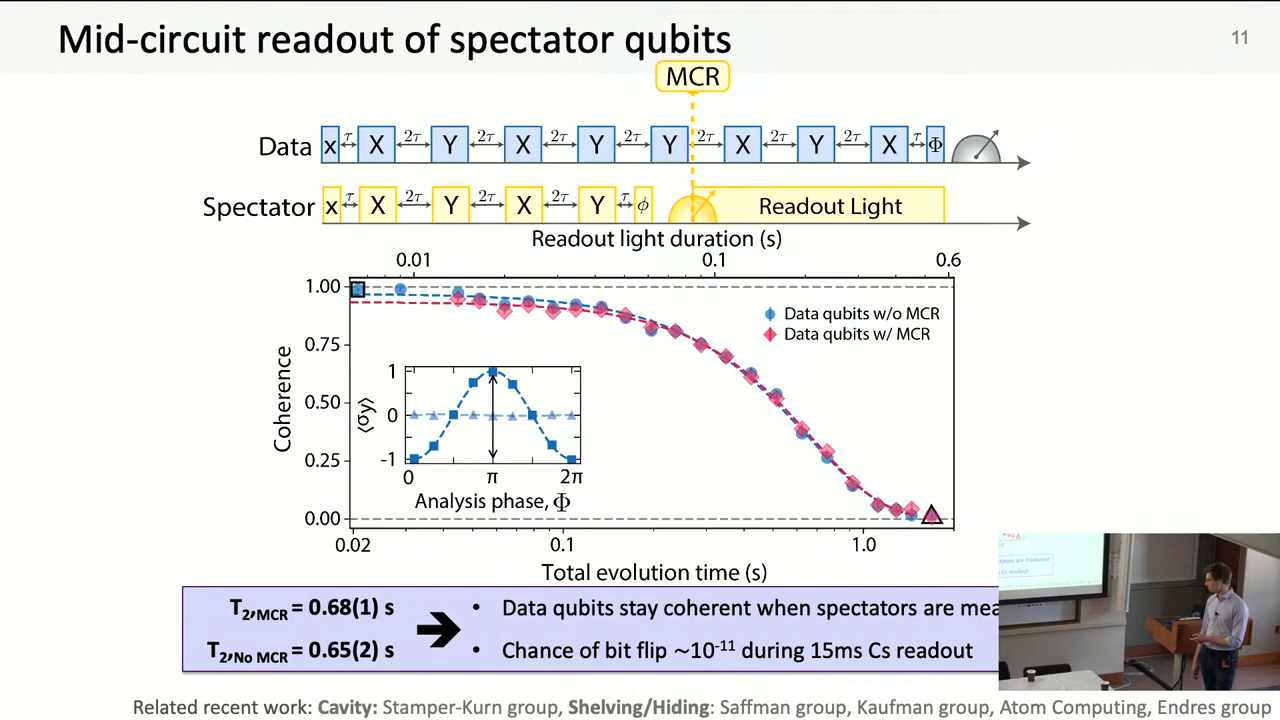 Mid-circuit readout of spectator qubits
11
MCR
Data x τ X 2τ Y 2τ X 2τ Y 2τ Y 2τ X 2τ Y 2τ X τ Φ
Spectator x τ X 2τ Y 2τ X 2τ Y τ ϕ Readout Light
Readout light duration (s)
0.01 0.1 0.6
1.00
0.75
0.50
0.25
0.00
Coherence
Data qubits w/o MCR
Data qubits w/ MCR
1
0
-1
⟨σy⟩
0 π 2π
Analysis phase, Φ
0.02 0.1 1.0
Total evolution time (s)
T2,MCR = 0.68(1) s
T2,No MCR = 0.65(2) s
• Data qubits stay coherent when spectators are mea
• Chance of bit flip ~10⁻¹¹ during 15ms Cs readout
Related recent work: Cavity: Stamper-Kurn group, Shelving/Hiding: Saffman group, Kaufman group, Atom Computing, Endres group